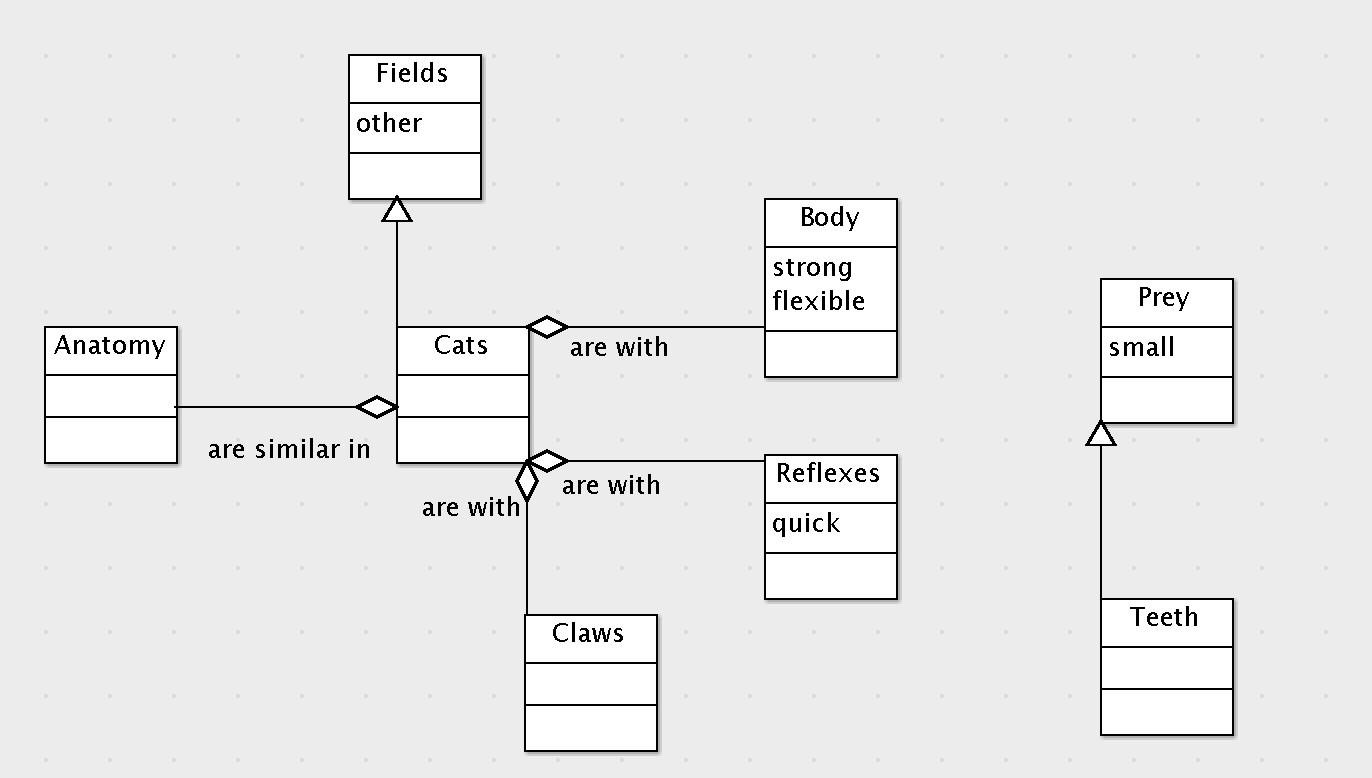 Fields
other
Body
strong
flexible
Prey
small
Anatomy
Cats
are with
are similar in
Reflexes
quick
are with
are with
Claws
Teeth